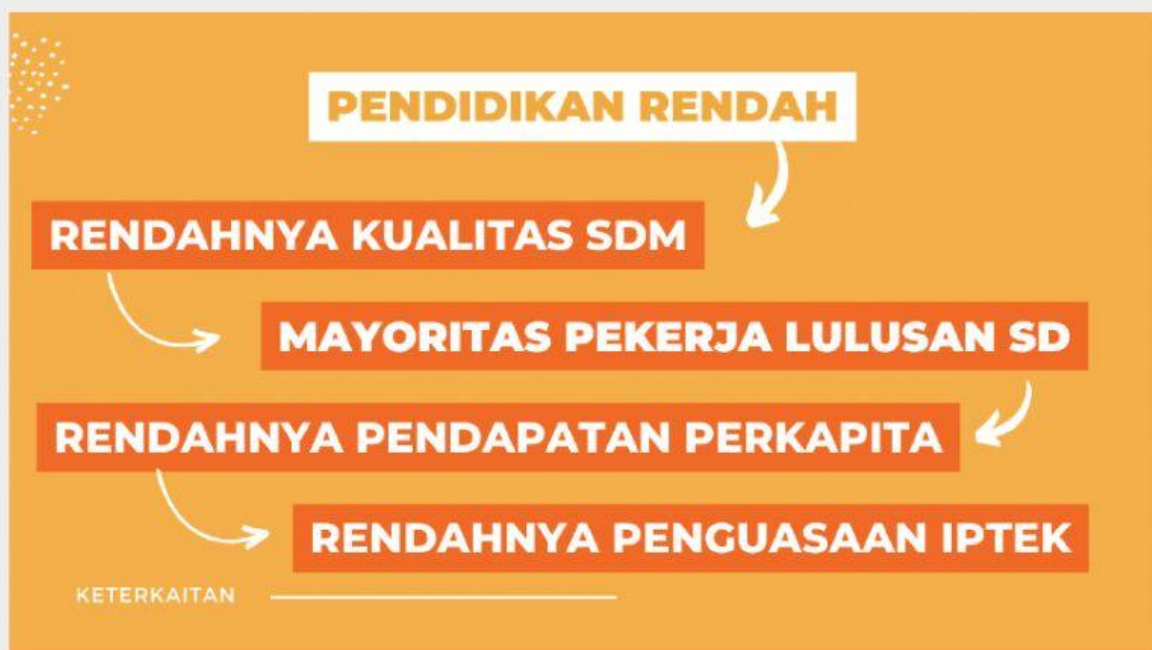 PENDIDIKAN RENDAH
RENDAHNYA KUALITAS SDM
MAYORITAS PEKERJA LULUSAN SD
RENDAHNYA PENDAPATAN PERKAPITA
RENDAHNYA PENGUASAAN IPTEK
KETERKAITAN